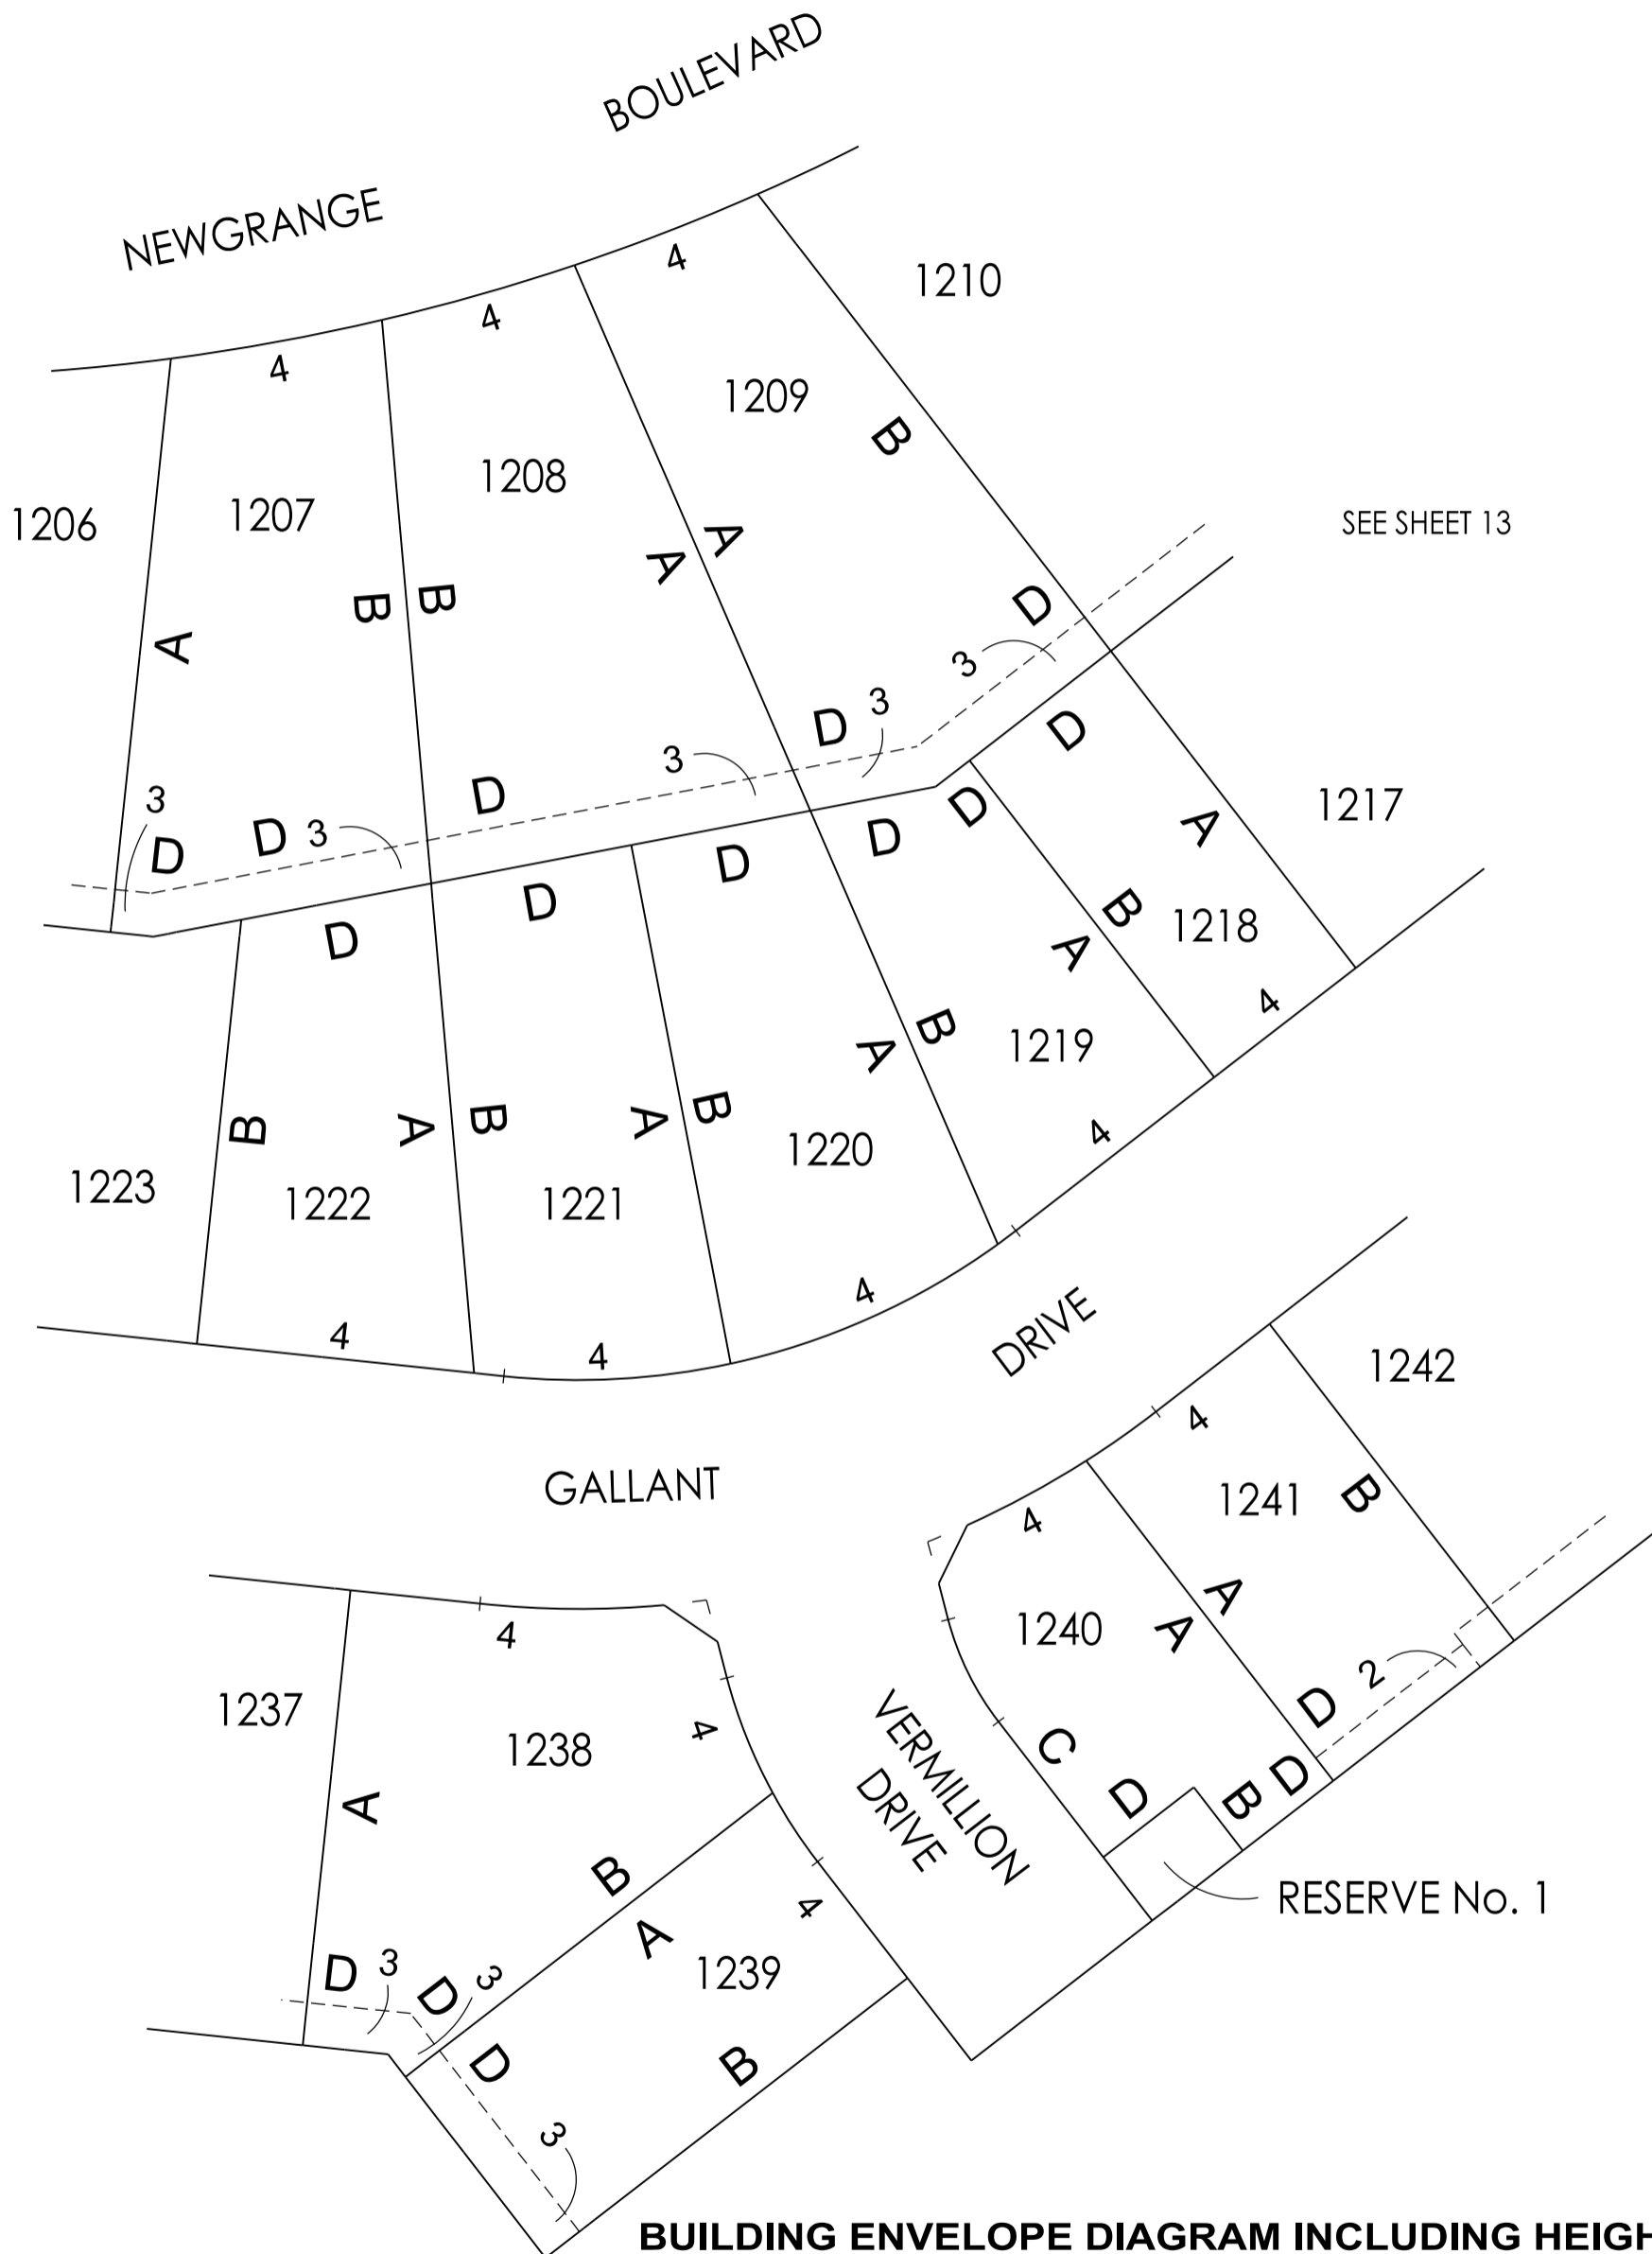 BOULEVARD
NEWGRANGE
4
4
4
1210
1209
B
1208
1207
1206
SEE SHEET 13
A
A
B
B
A
D
3
D
3
3
D
3
D
D
3
D
D
D
D
D
D
A
1217
B
1218
A
4
B
1219
A
4
B
A
B
A
B
1220
1223
1222
1221
4
4
4
DRIVE
1242
4
GALLANT
1241
B
4
1240
A
A
4
1237
1238
4
VERMILLION
DRIVE
C
D
D
2
B
D
A
B
A
4
RESERVE No. 1
1239
D
3
D
3
D
B
3
BUILDING ENVELOPE DIAGRAM INCLUDING HEIGH